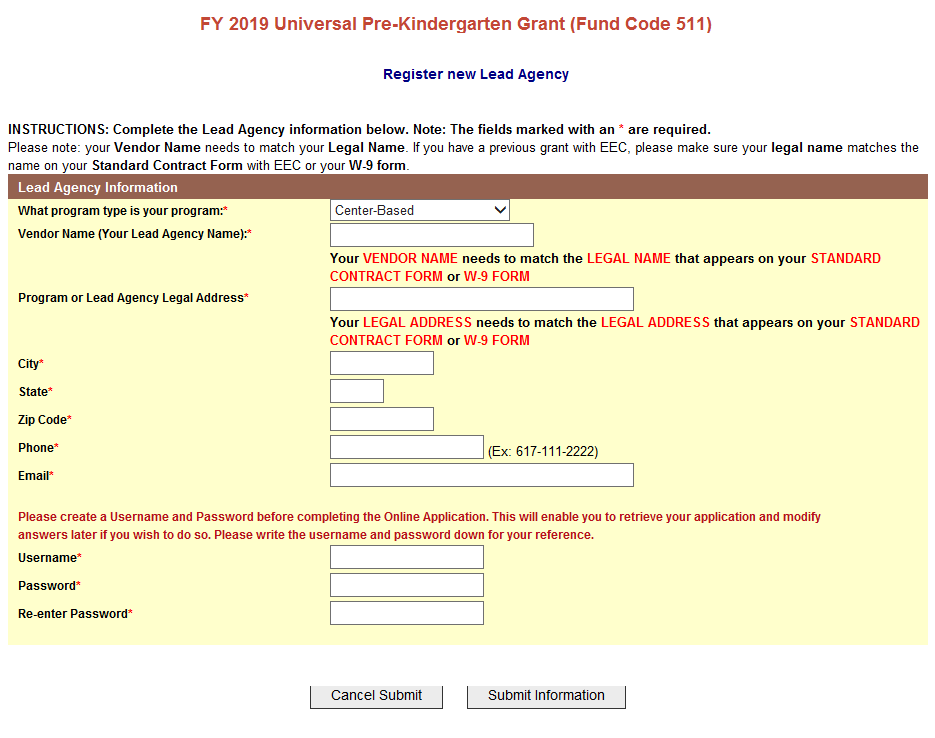 FY 2019 Universal Pre-Kindergarten Grant (Fund Code 511)
Register new Lead Agency
INSTRUCTIONS: Complete the Lead Agency information below. Note: The fields marked with an * are required.
Please note: your Vendor Name needs to match your Legal Name. If you have a previous grant with EEC, please make sure your legal name matches the
name on your Standard Contract Form with EEC or your W-9 form.
Lead Agency Information
What program type is your program:* Center-Based
Vendor Name (Your Lead Agency Name):*
Your VENDOR NAME needs to match the LEGAL NAME that appears on your STANDARD
CONTRACT FORM or W-9 FORM
Program or Lead Agency Legal Address*
Your LEGAL ADDRESS needs to match the LEGAL ADDRESS that appears on your STANDARD
CONTRACT FORM or W-9 FORM
City*
State*
Zip Code*
Phone* (Ex: 617-111-2222)
Email*
Please create a Username and Password before completing the Online Application. This will enable you to retrieve your application and modify
answers later if you wish to do so. Please write the username and password down for your reference.
Username*
Password*
Re-enter Password*
Cancel Submit Submit Information